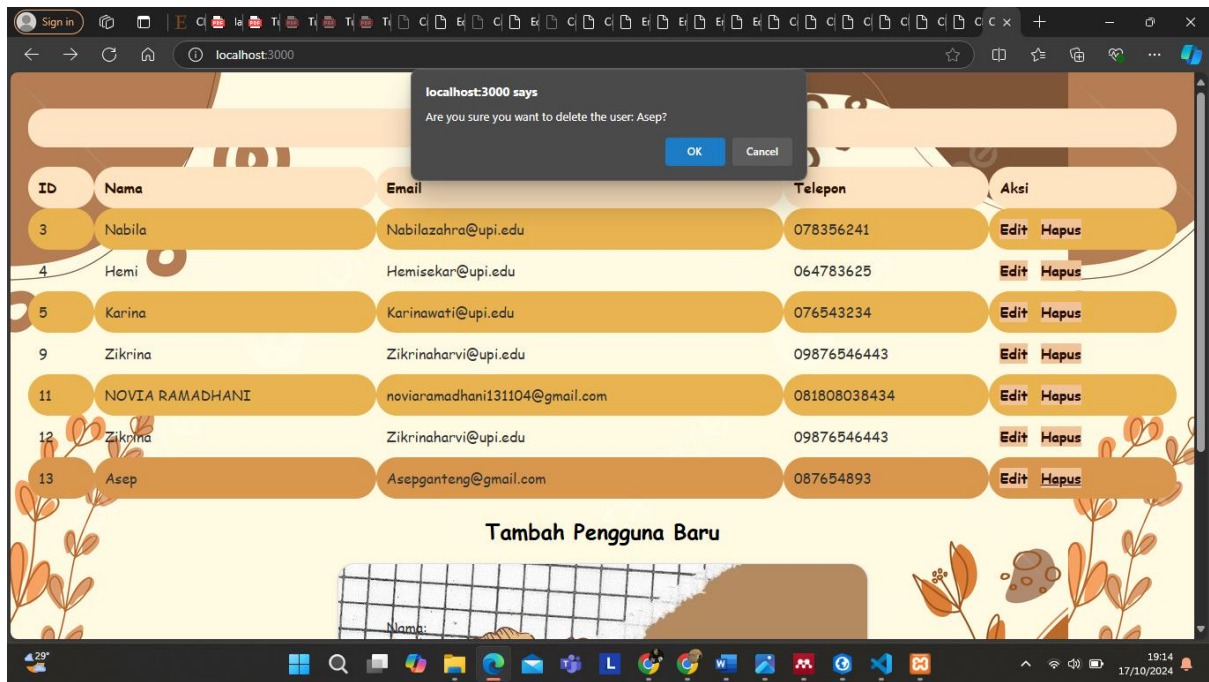 Sign in
localhost:3000
localhost:3000 says
Are you sure you want to delete the user: Asep?
OK Cancel
ID Nama Email Telepon Aksi
3 Nabila Nabilazahra@upi.edu 078356241 Edit Hapus
4 Hemi Hemisekar@upi.edu 064783625 Edit Hapus
5 Karina Karinawati@upi.edu 076543234 Edit Hapus
9 Zikrina Zikrinaharvi@upi.edu 09876546443 Edit Hapus
11 NOVIA RAMADHANI noviaramadhani131104@gmail.com 081808038434 Edit Hapus
12 Zikrina Zikrinaharvi@upi.edu 09876546443 Edit Hapus
13 Asep Asepganteng@gmail.com 087654893 Edit Hapus
Tambah Pengguna Baru
Nama:
29°
19:14
17/10/2024